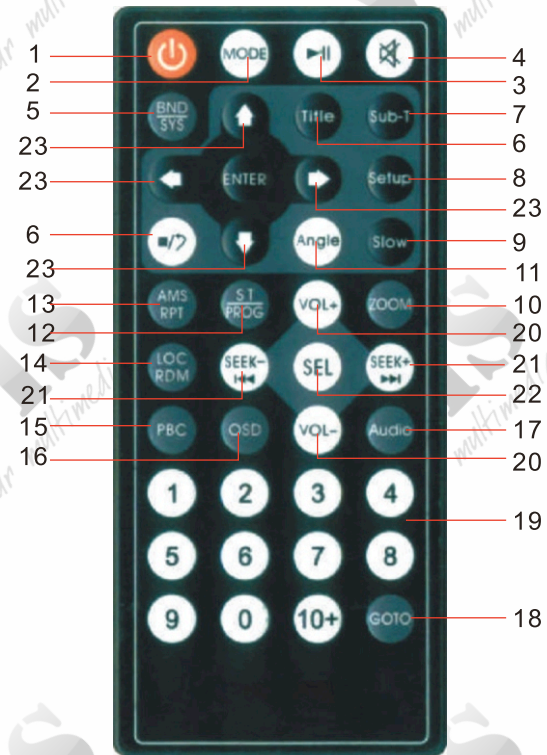 1 MODE 4
2 3
5 BND Title Sub-T 7
SYS
23 6
23 ENTER Setup 8
23
6 Angle Slow 9
23 11
13 AMS ST VOL+ ZOOM 10
RPT PROG
12 20
14 LOC SEEK- SEL SEEK+ 21
RDM
21 22
15 PBC OSD VOL- Audio 17
16 20
1 2 3 4
19
5 6 7 8
9 0 10+ GOTO 18
multimedi
multimedi